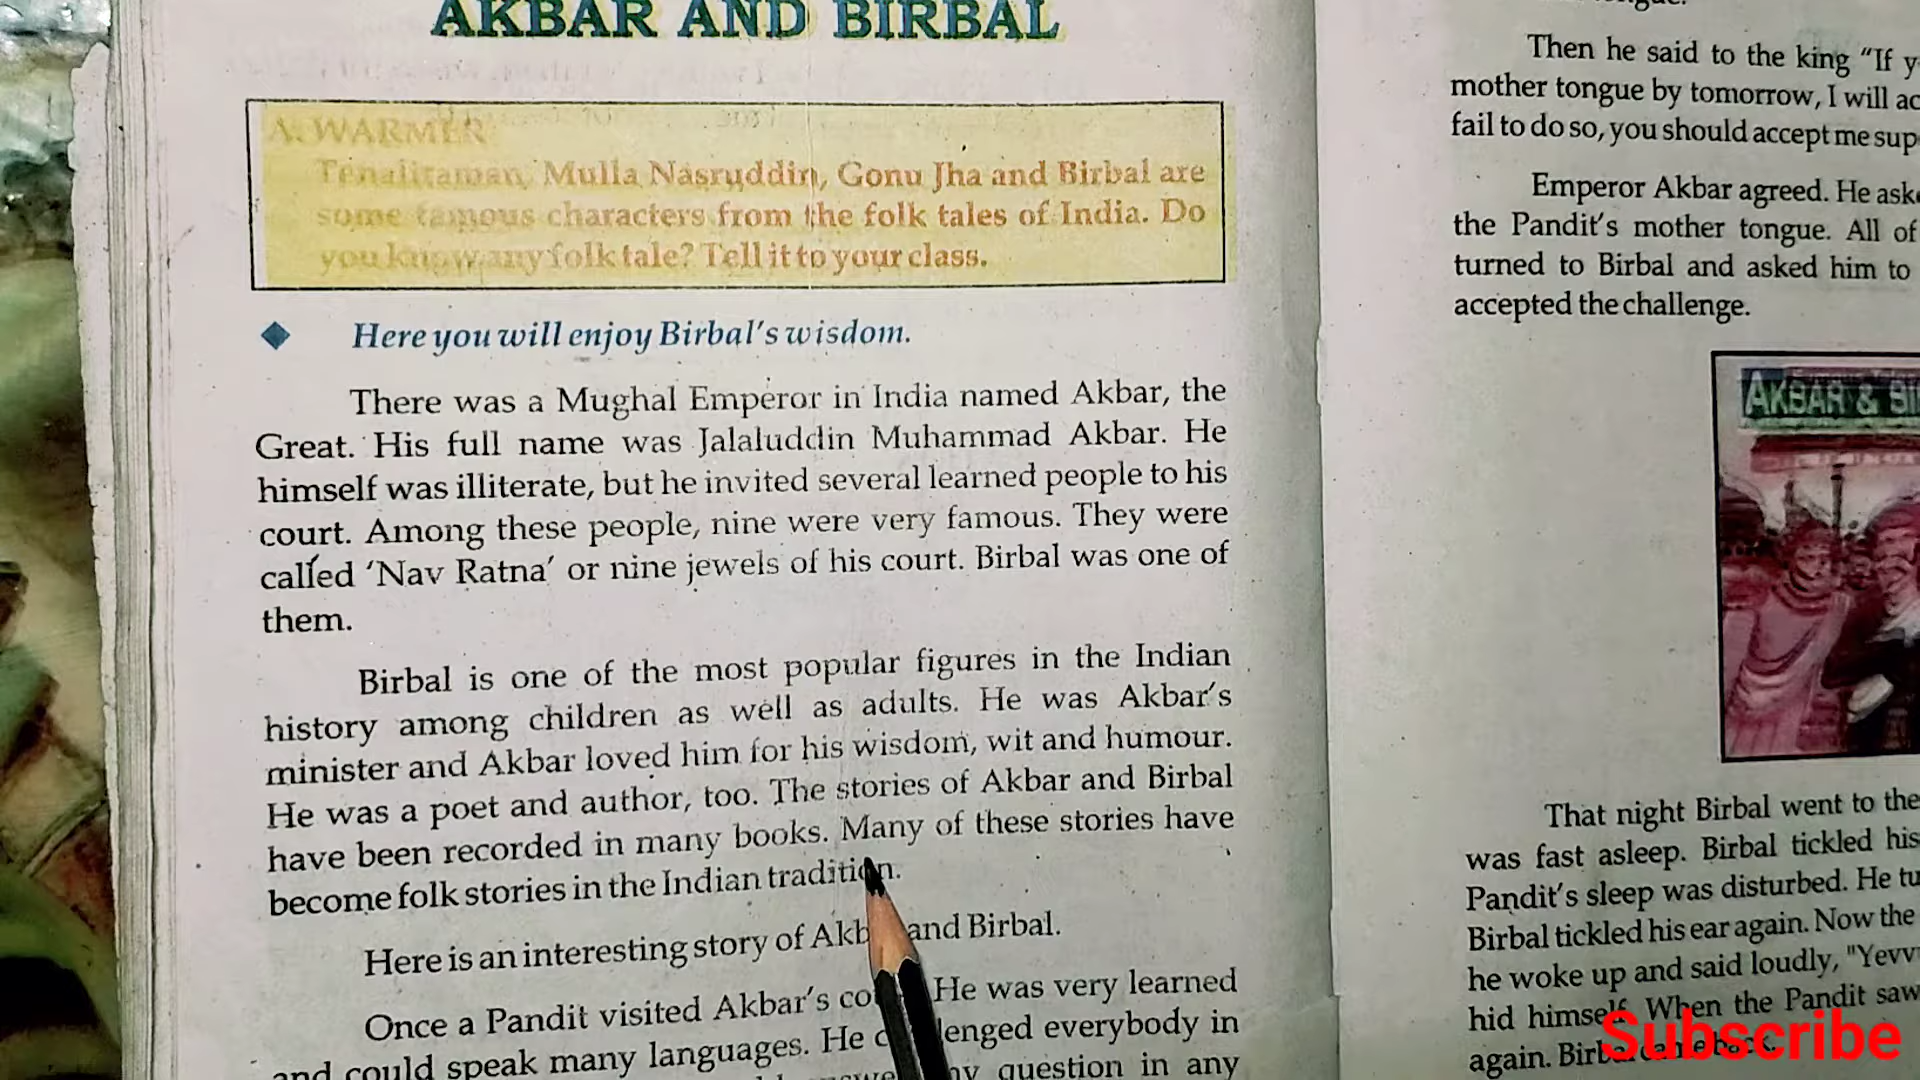 AKBAR AND BIRBAL
A. WARMER
Tenalitaman, Mulla Nasruddin, Gonu Jha and Birbal are
some famous characters from the folk tales of India. Do
you know any folk tale? Tell it to your class.
Here you will enjoy Birbal's wisdom.
There was a Mughal Emperor in India named Akbar, the
Great. His full name was Jalaluddin Muhammad Akbar. He
himself was illiterate, but he invited several learned people to his
court. Among these people, nine were very famous. They were
called 'Nav Ratna' or nine jewels of his court. Birbal was one of
them.
Birbal is one of the most popular figures in the Indian
history among children as well as adults. He was Akbar's
minister and Akbar loved him for his wisdom, wit and humour.
He was a poet and author, too. The stories of Akbar and Birbal
have been recorded in many books. Many of these stories have
become folk stories in the Indian tradition.
Here is an interesting story of and Birbal.
Once a Pandit visited Akbar's He was very learned
and could speak many languages. He everybody in
question in any
Then he said to the king "If
mother tongue by tomorrow, I will
fail to do so, you should accept me
Emperor Akbar agreed. He
the Pandit's mother tongue. All of
turned to Birbal and asked him to
accepted the challenge.
AKBAR &
That night Birbal went to the
was fast asleep. Birbal tickled his
Pandit's sleep was disturbed. He
Birbal tickled his ear again. Now the
he woke up and said loudly,
hid himself. When the Pandit saw
again.
Subscribe